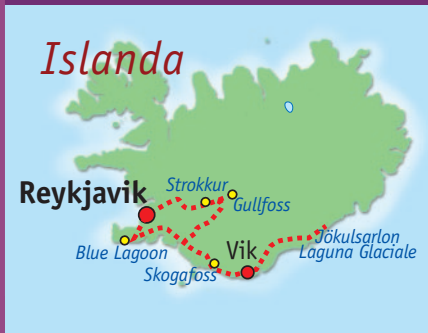 Islanda
Strokkur
Reykjavik
Gullfoss
Blue Lagoon
Vik
Jökulsarlon
Laguna Glaciale
Skogafoss